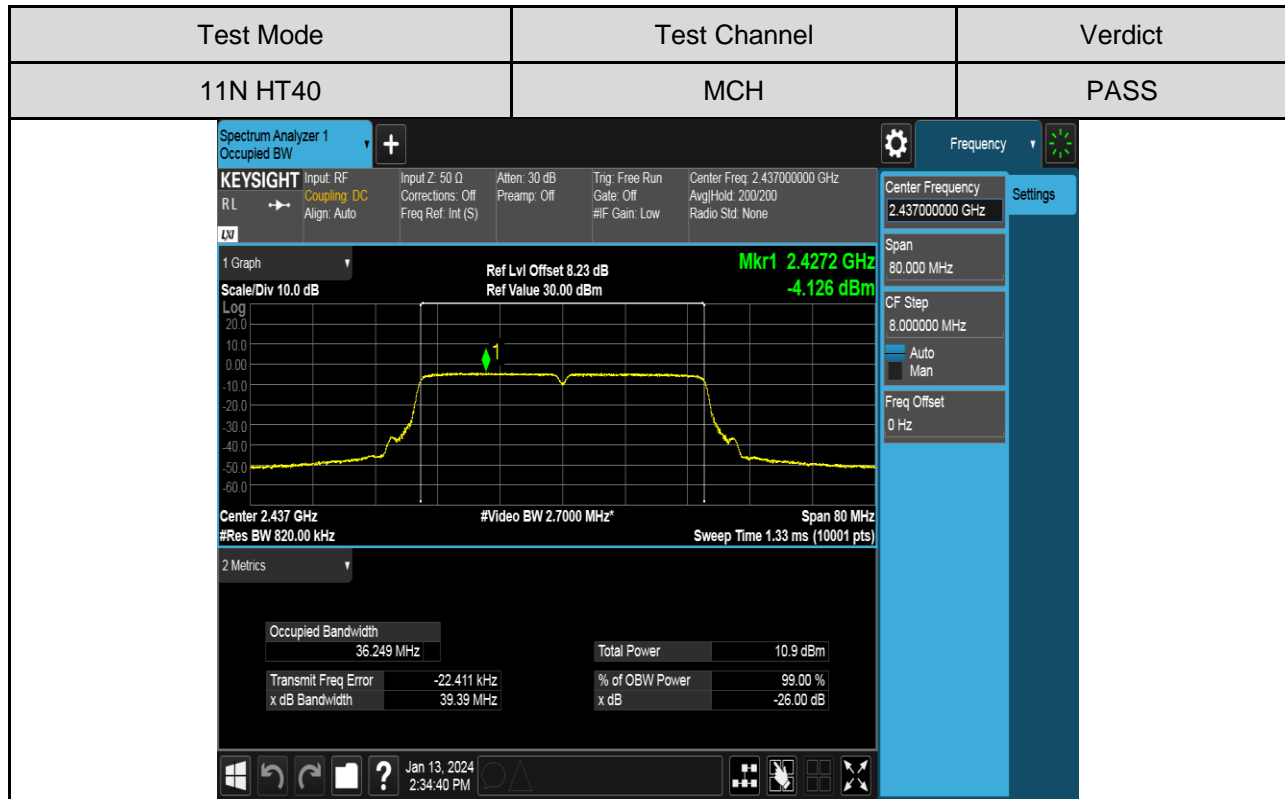 Test Mode Test Channel Verdict
11N HT40 MCH PASS
Spectrum Analyzer 1
Occupied BW
+
Frequency
KEYSIGHT
R L
LXI
Input: RF
Coupling: DC
Align: Auto
Input Z: 50 Ω
Corrections: Off
Freq Ref: Int (S)
Atten: 30 dB
Preamp: Off
Trig: Free Run
Gate: Off
#IF Gain: Low
Center Freq: 2.437000000 GHz
Avg|Hold: 200/200
Radio Std: None
Center Frequency
2.437000000 GHz
Settings
Span
80.000 MHz
CF Step
8.000000 MHz
Auto
Man
Freq Offset
0 Hz
1 Graph
Scale/Div 10.0 dB
Ref Lvl Offset 8.23 dB
Ref Value 30.00 dBm
Mkr1 2.4272 GHz
-4.126 dBm
Log
20.0
10.0
0.00
-10.0
-20.0
-30.0
-40.0
-50.0
-60.0
1
Center 2.437 GHz
#Res BW 820.00 kHz
#Video BW 2.7000 MHz*
Span 80 MHz
Sweep Time 1.33 ms (10001 pts)
2 Metrics
Occupied Bandwidth
36.249 MHz
Total Power 10.9 dBm
Transmit Freq Error -22.411 kHz
% of OBW Power 99.00 %
x dB Bandwidth 39.39 MHz
x dB -26.00 dB
?
Jan 13, 2024
2:34:40 PM